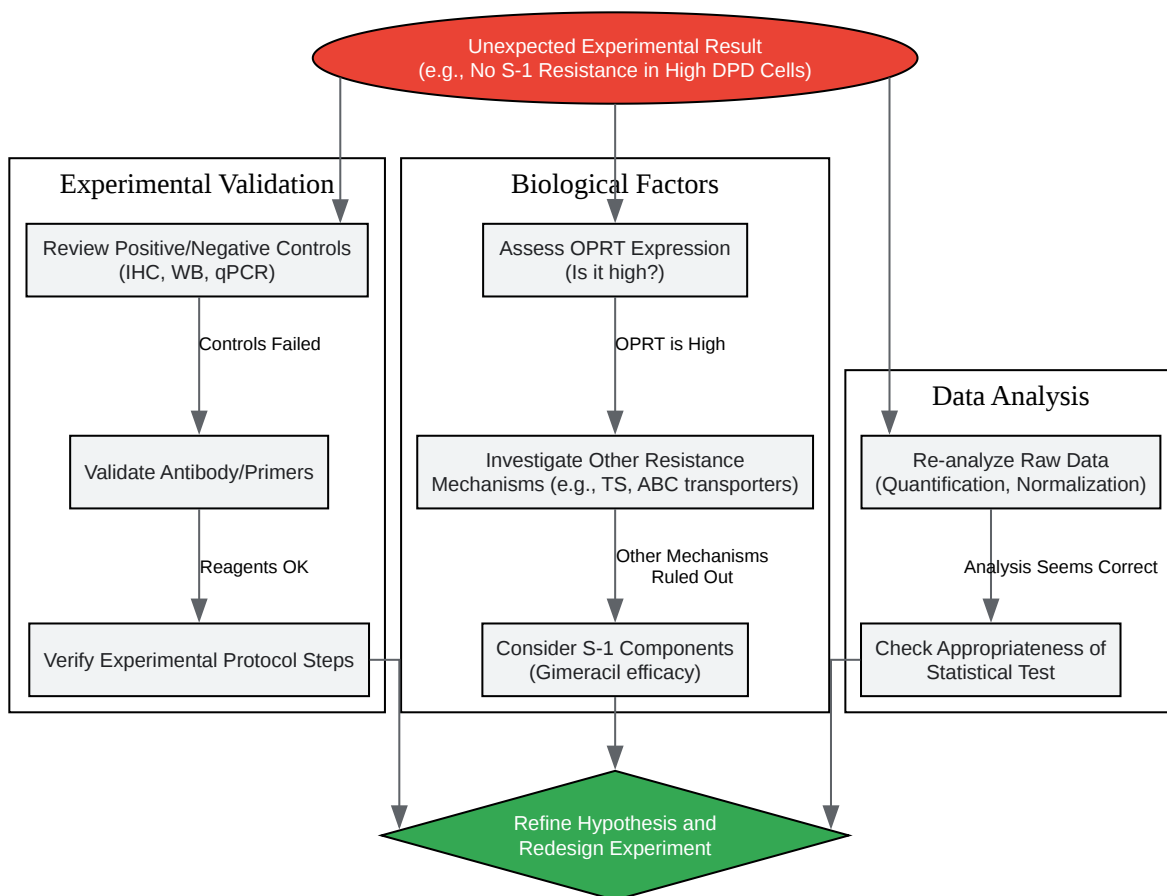 Unexpected Experimental Result
(e.g., No S-1 Resistance in High DPD Cells)
Experimental Validation
Review Positive/Negative Controls
(IHC, WB, qPCR)
Controls Failed
Validate Antibody/Primers
Reagents OK
Verify Experimental Protocol Steps
Biological Factors
Assess OPRT Expression
(Is it high?)
OPRT is High
Investigate Other Resistance
Mechanisms (e.g., TS, ABC transporters)
Other Mechanisms
Ruled Out
Consider S-1 Components
(Gimeracil efficacy)
Data Analysis
Re-analyze Raw Data
(Quantification, Normalization)
Analysis Seems Correct
Check Appropriateness of
Statistical Test
Refine Hypothesis and
Redesign Experiment